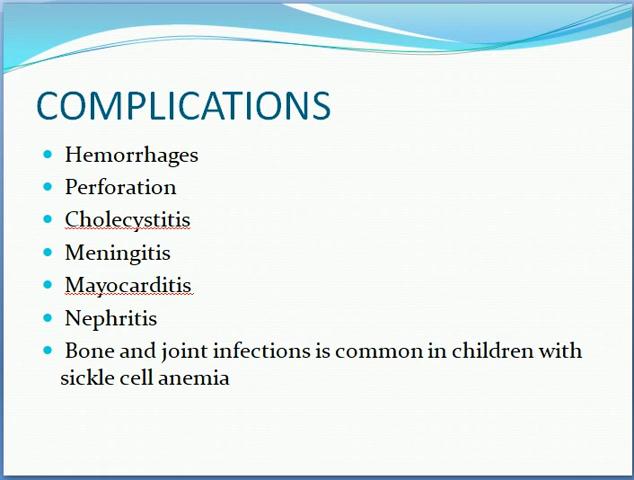 COMPLICATIONS
• Hemorrhages
• Perforation
• Cholecystitis
• Meningitis
• Mayocarditis
• Nephritis
• Bone and joint infections is common in children with
sickle cell anemia